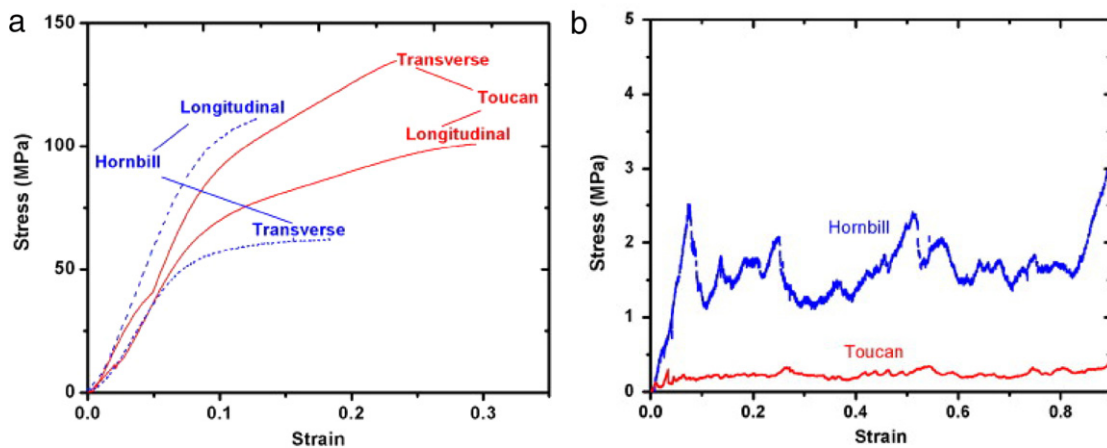 a
150
100
50
0
Stress (MPa)
0.0 0.1 0.2 0.3
Strain
Transverse
Toucan
Longitudinal
Longitudinal
Hornbill
Transverse
b
5
4
3
2
1
0
Stress (MPa)
0.0 0.2 0.4 0.6 0.8
Strain
Hornbill
Toucan